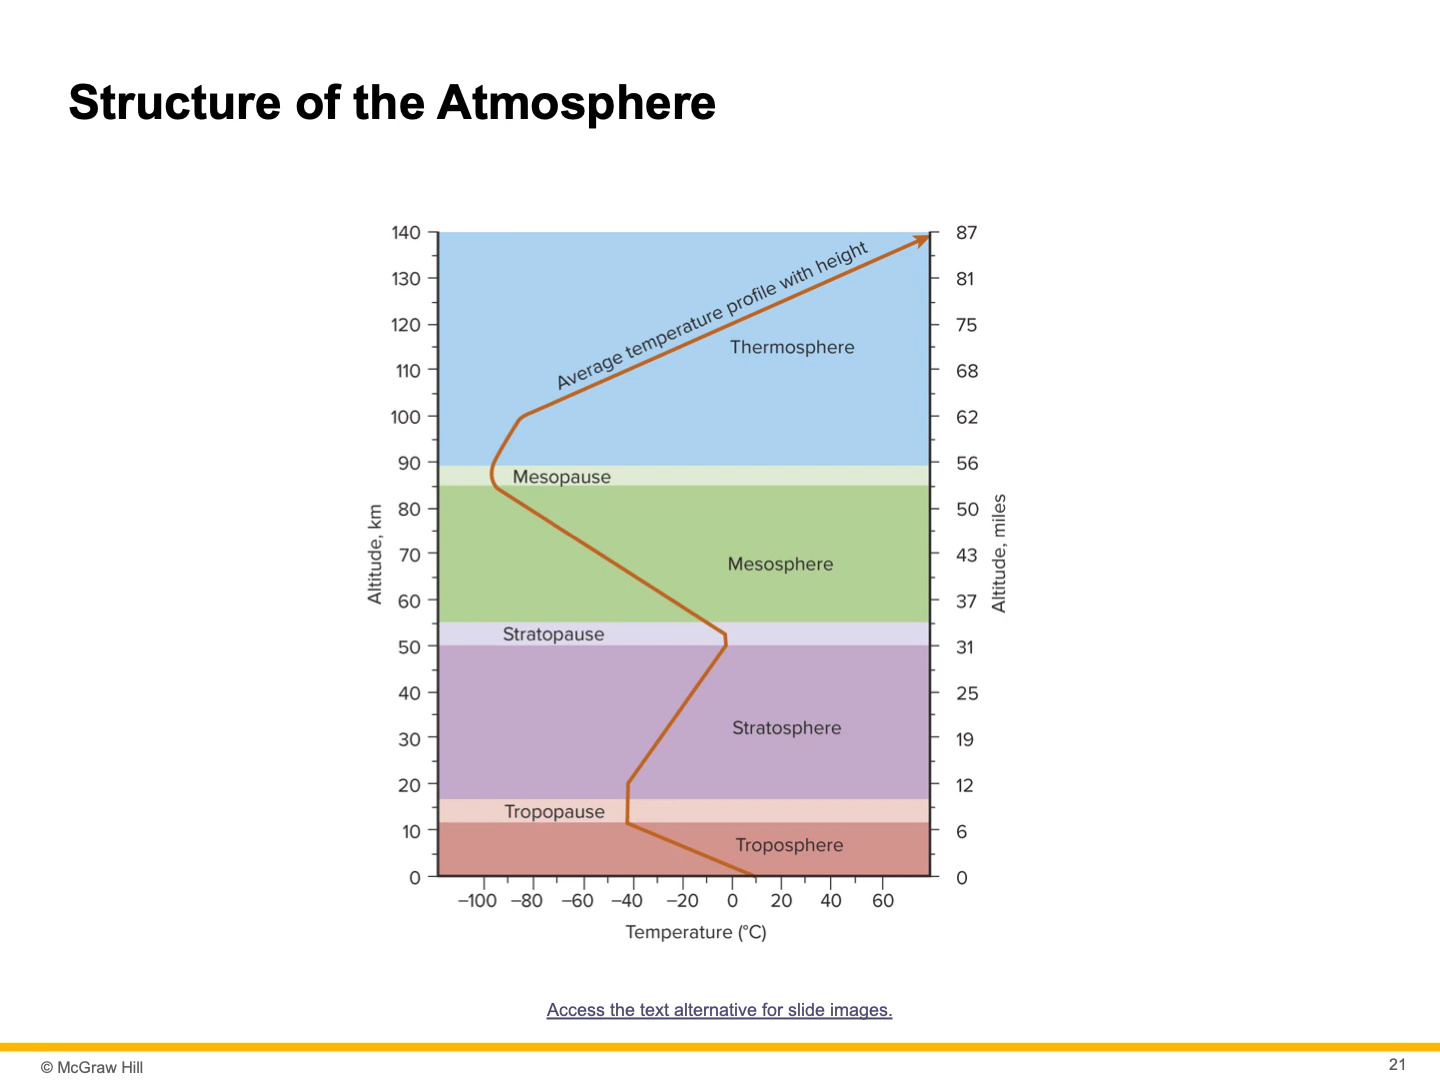 Structure of the Atmosphere
Altitude, km
140
130
120
110
100
90
80
70
60
50
40
30
20
10
0
Average temperature profile with height
Thermosphere
Mesopause
Mesosphere
Stratopause
Stratosphere
Tropopause
Troposphere
87
81
75
68
62
56
50
43
37
31
25
19
12
6
0
Altitude, miles
–100 –80 –60 –40 –20 0 20 40 60
Temperature (°C)
Access the text alternative for slide images.
© McGraw Hill
21